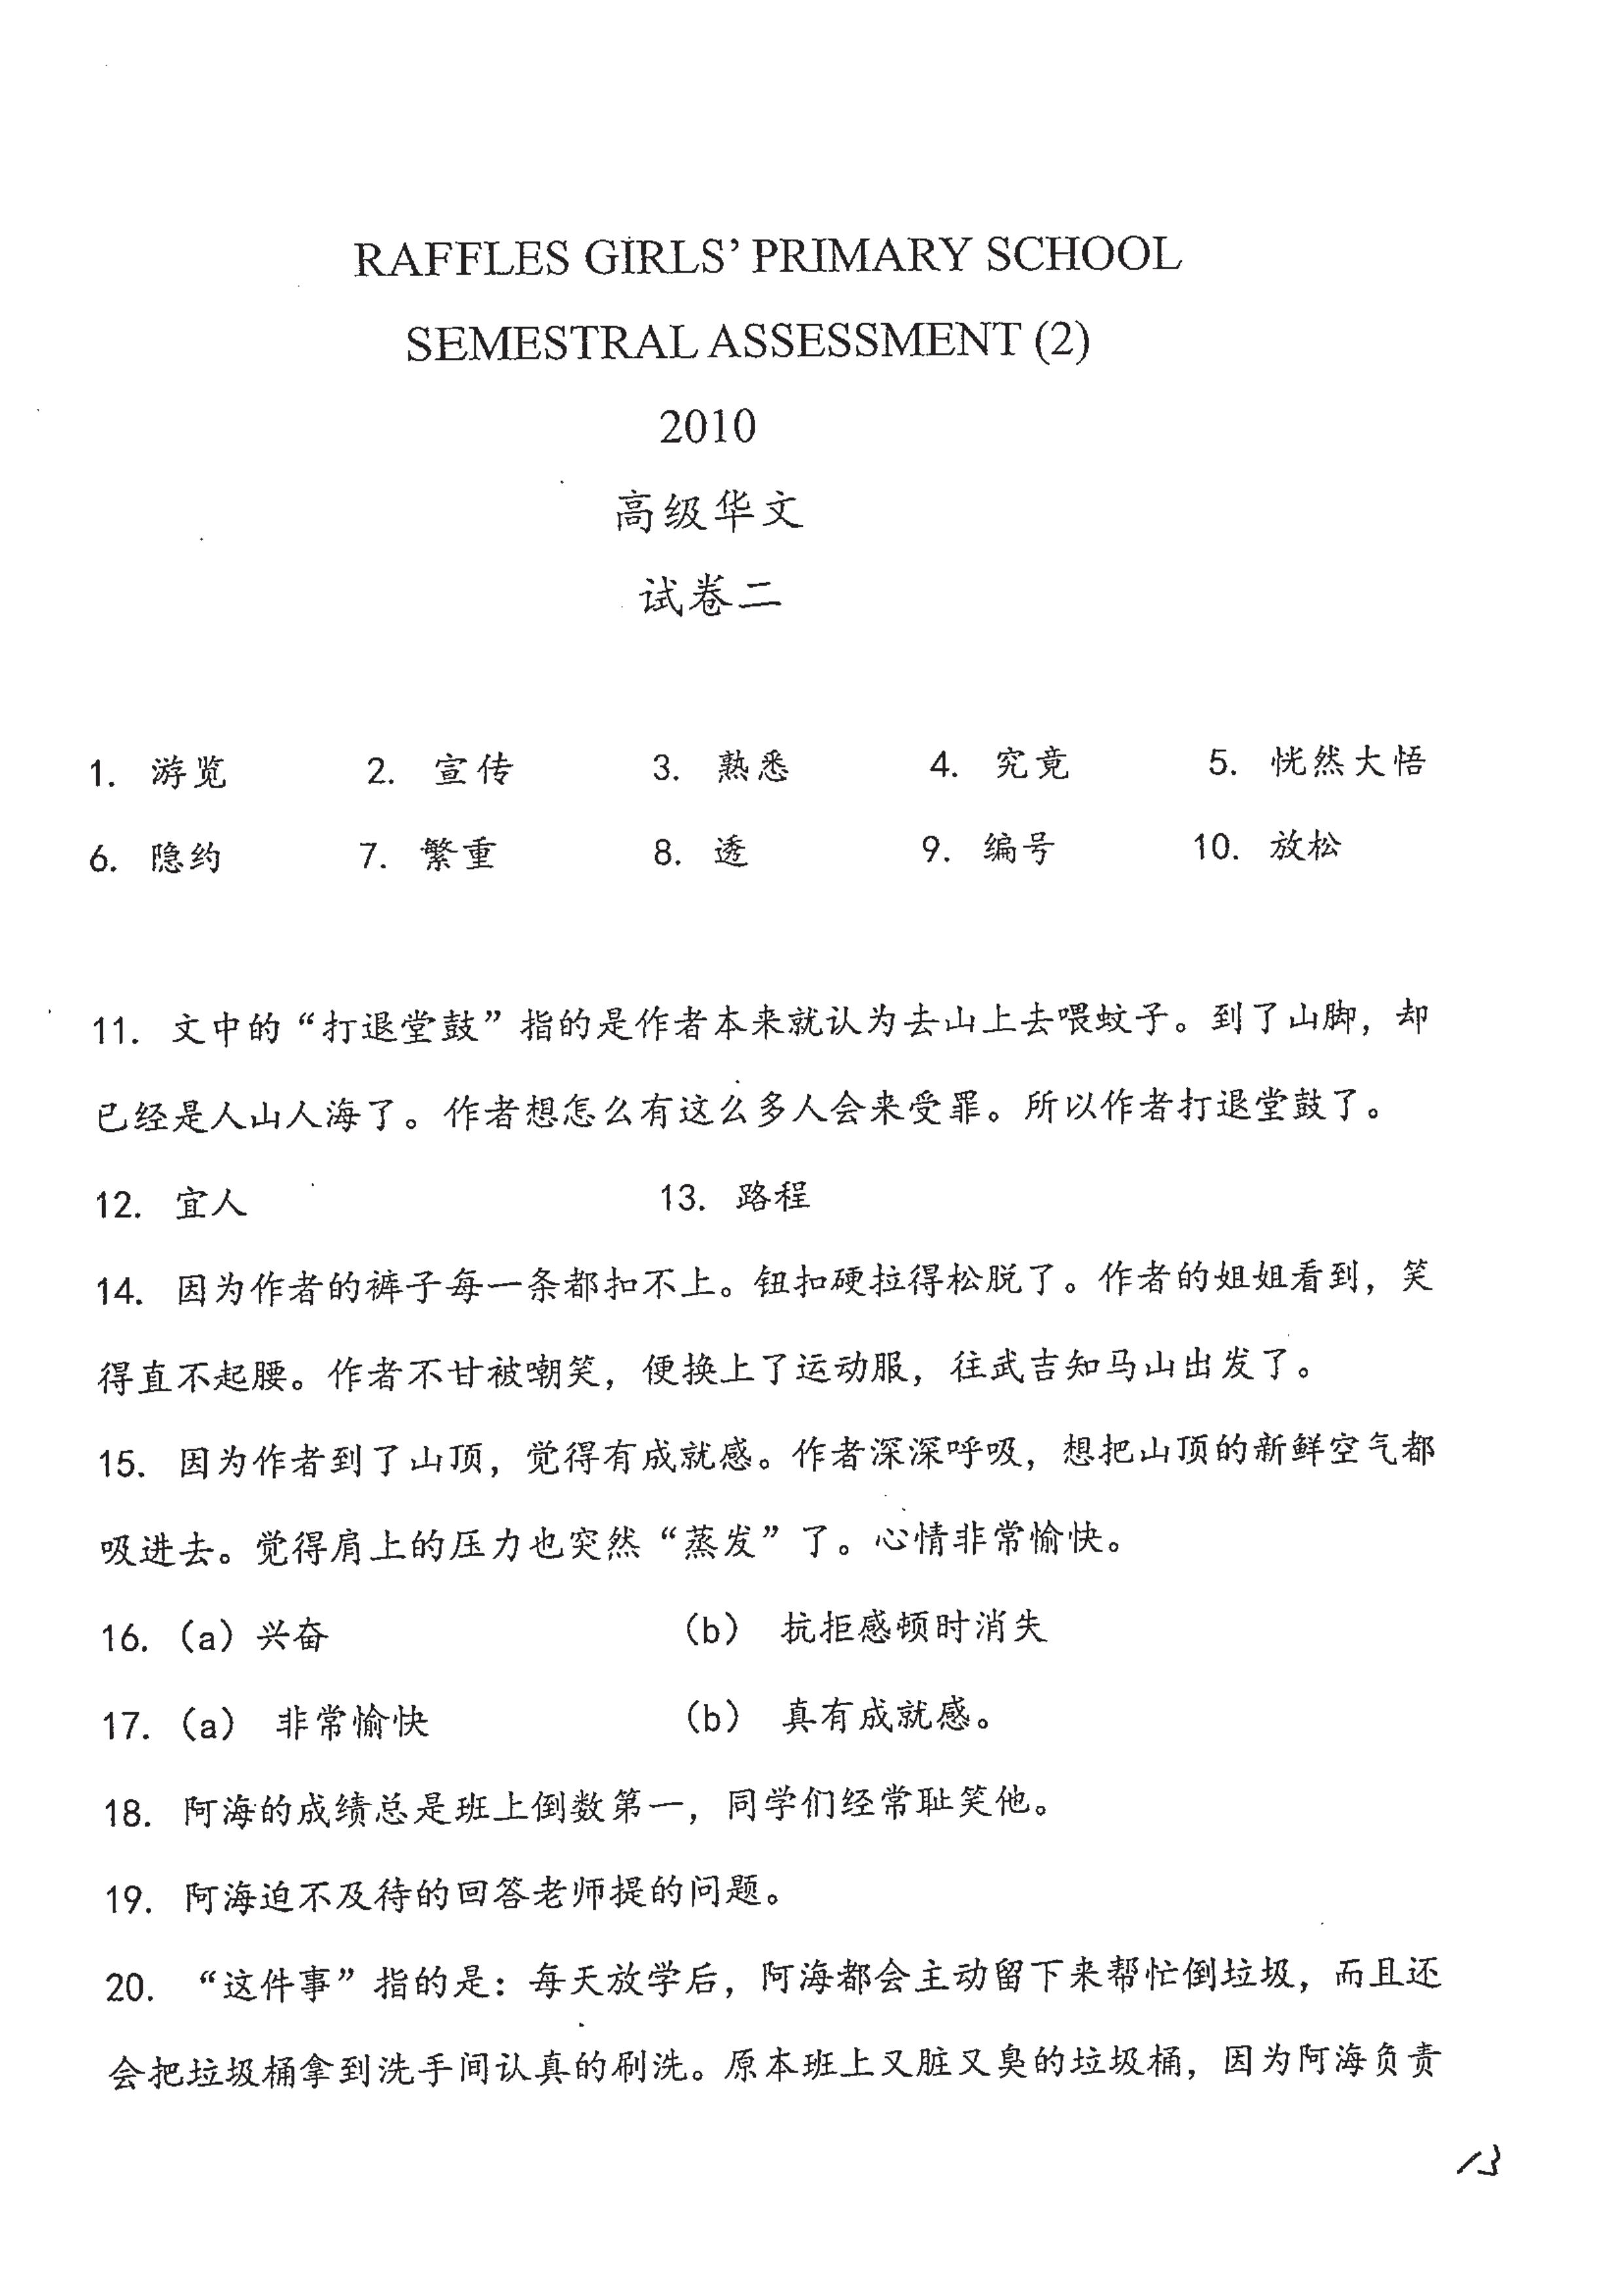 RAFFLES GIRLS’ PRIMARY SCHOOL
SEMESTRAL ASSESSMENT (2)
2010
高级华文
试卷二
1. 游览 2. 宣传 3. 熟悉 4. 究竟 5. 恍然大悟
6. 隐约 7. 繁重 8. 透 9. 编号 10. 放松
11. 文中的“打退堂鼓”指的是作者本来就认为去山上去喂蚊子。到了山脚，却
已经是人山人海了。作者想怎么有这么多人会来受罪。所以作者打退堂鼓了。
12. 宜人 13. 路程
14. 因为作者的裤子每一条都扣不上。钮扣硬拉得松脱了。作者的姐姐看到，笑
得直不起腰。作者不甘被嘲笑，便换上了运动服，往武吉知马山出发了。
15. 因为作者到了山顶，觉得有成就感。作者深深呼吸，想把山顶的新鲜空气都
吸进去。觉得肩上的压力也突然“蒸发”了。心情非常愉快。
16. （a）兴奋 （b） 抗拒感顿时消失
17. （a） 非常愉快 （b） 真有成就感。
18. 阿海的成绩总是班上倒数第一，同学们经常耻笑他。
19. 阿海迫不及待的回答老师提的问题。
20. “这件事”指的是：每天放学后，阿海都会主动留下来帮忙倒垃圾，而且还
会把垃圾桶拿到洗手间认真的刷洗。原本班上又脏又臭的垃圾桶，因为阿海负责
13